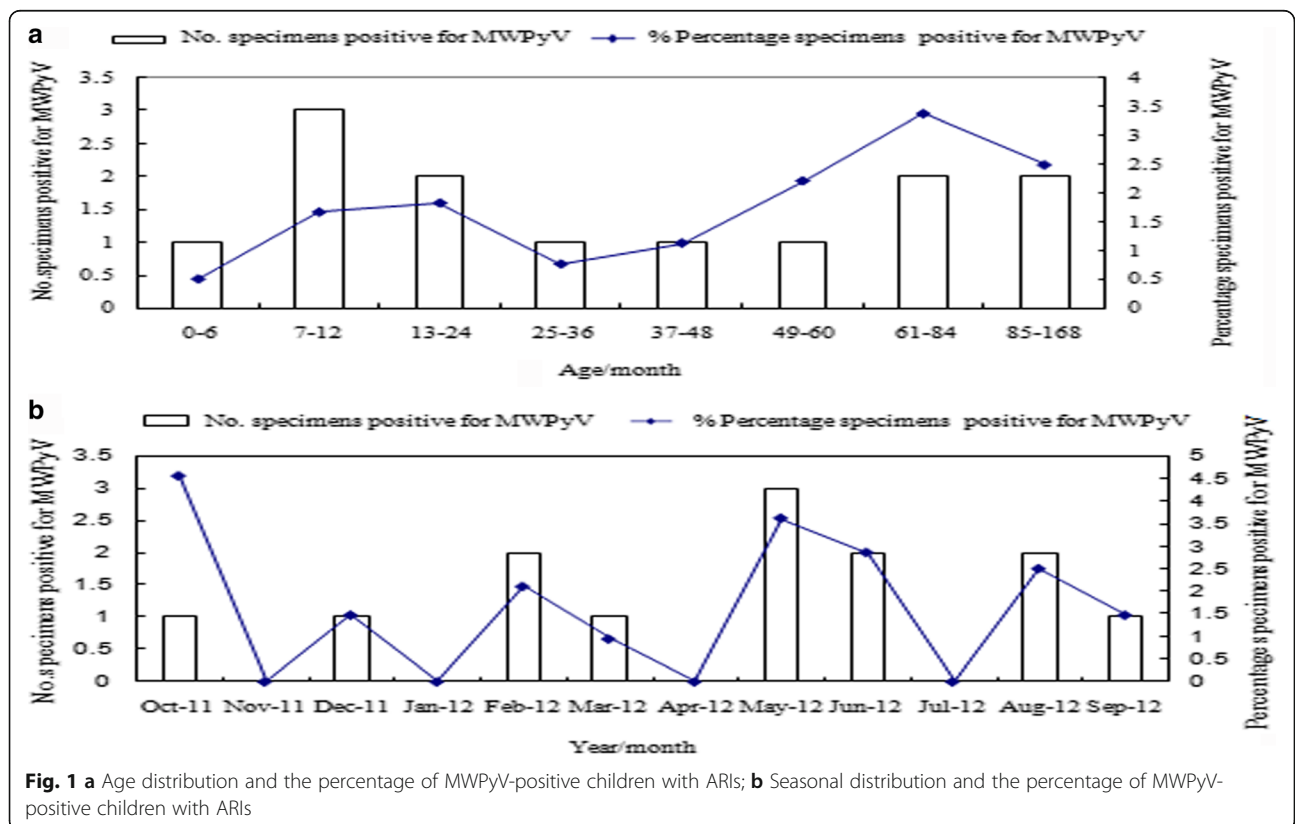 a
No. specimens positive for MWPyV % Percentage specimens positive for MWPyV
No.specimens positive for MWPyV
3.5
3
2.5
2
1.5
1
0.5
0
4
3.5
3
2.5
2
1.5
1
0.5
0
Percentage specimens positive for MWPyV
0-6 7-12 13-24 25-36 37-48 49-60 61-84 85-168
Age/month
b
No. specimens positive for MWPyV % Percentage specimens positive for MWPyV
No.specimens positive for MWPyV
3.5
3
2.5
2
1.5
1
0.5
0
5
4.5
4
3.5
3
2.5
2
1.5
1
0.5
0
Percentage specimens positive for MWPyV
Oct-11 Nov-11 Dec-11 Jan-12 Feb-12 Mar-12 Apr-12 May-12 Jun-12 Jul-12 Aug-12 Sep-12
Year/month
Fig. 1 a Age distribution and the percentage of MWPyV-positive children with ARIs; b Seasonal distribution and the percentage of MWPyV-
positive children with ARIs